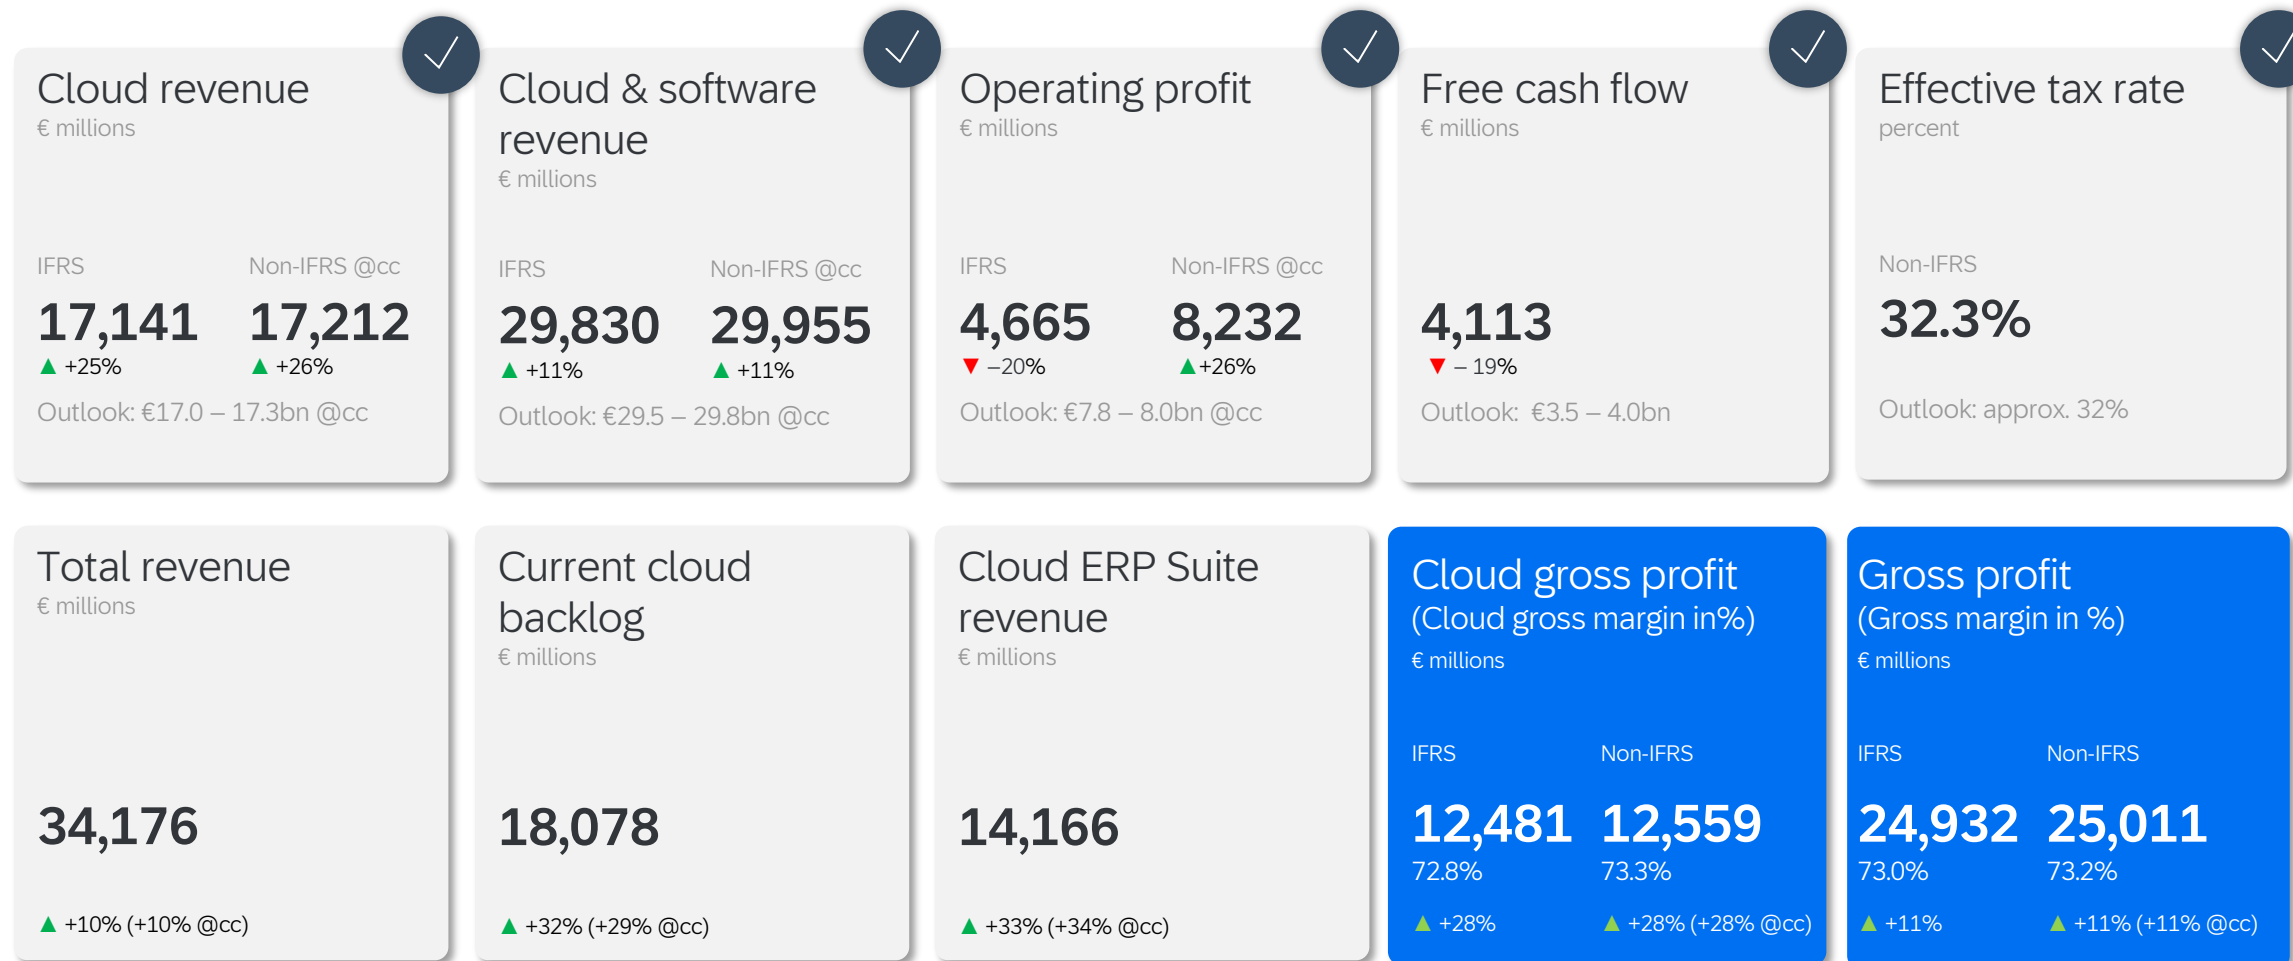 Cloud revenue
€ millions
IFRS Non-IFRS @cc
17,141 17,212
▲ +25% ▲ +26%
Outlook: €17.0 – 17.3bn @cc
Cloud & software
revenue
€ millions
IFRS Non-IFRS @cc
29,830 29,955
▲ +11% ▲ +11%
Outlook: €29.5 – 29.8bn @cc
Operating profit
€ millions
IFRS Non-IFRS @cc
4,665 8,232
▼ –20% ▲+26%
Outlook: €7.8 – 8.0bn @cc
Free cash flow
€ millions
4,113
▼ – 19%
Outlook: €3.5 – 4.0bn
Effective tax rate
percent
Non-IFRS
32.3%
Outlook: approx. 32%
Total revenue
€ millions
34,176
▲ +10% (+10% @cc)
Current cloud
backlog
€ millions
18,078
▲ +32% (+29% @cc)
Cloud ERP Suite
revenue
€ millions
14,166
▲ +33% (+34% @cc)
Cloud gross profit
(Cloud gross margin in%)
€ millions
IFRS Non-IFRS
12,481 12,559
72.8% 73.3%
▲ +28% ▲ +28% (+28% @cc)
Gross profit
(Gross margin in %)
€ millions
IFRS Non-IFRS
24,932 25,011
73.0% 73.2%
▲ +11% ▲ +11% (+11% @cc)